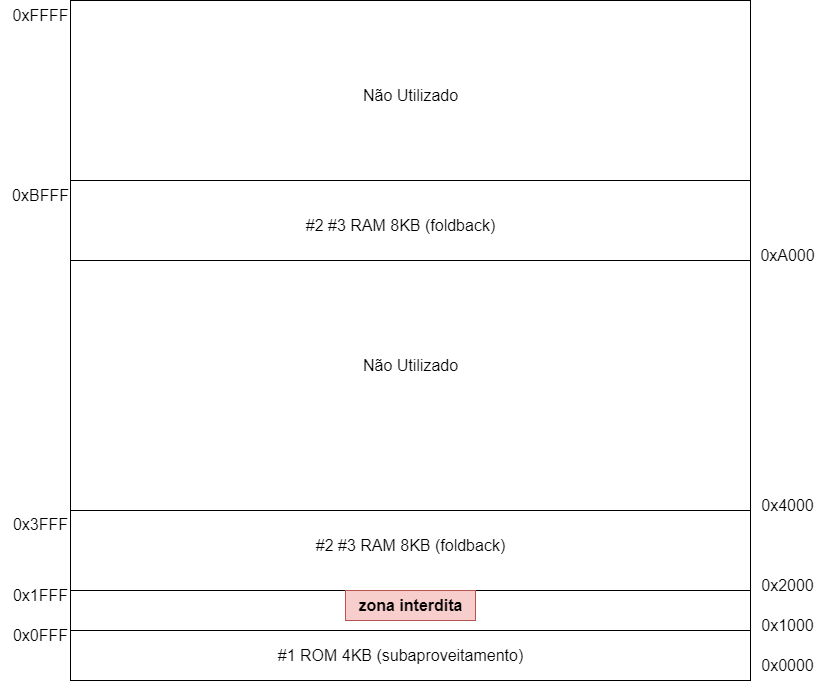 0xFFFF
Não Utilizado
0xBFFF
#2 #3 RAM 8KB (foldback)
0xA000
Não Utilizado
0x4000
0x3FFF
#2 #3 RAM 8KB (foldback)
0x2000
0x1FFF
zona interdita
0x1000
0x0FFF
#1 ROM 4KB (subaproveitamento)
0x0000